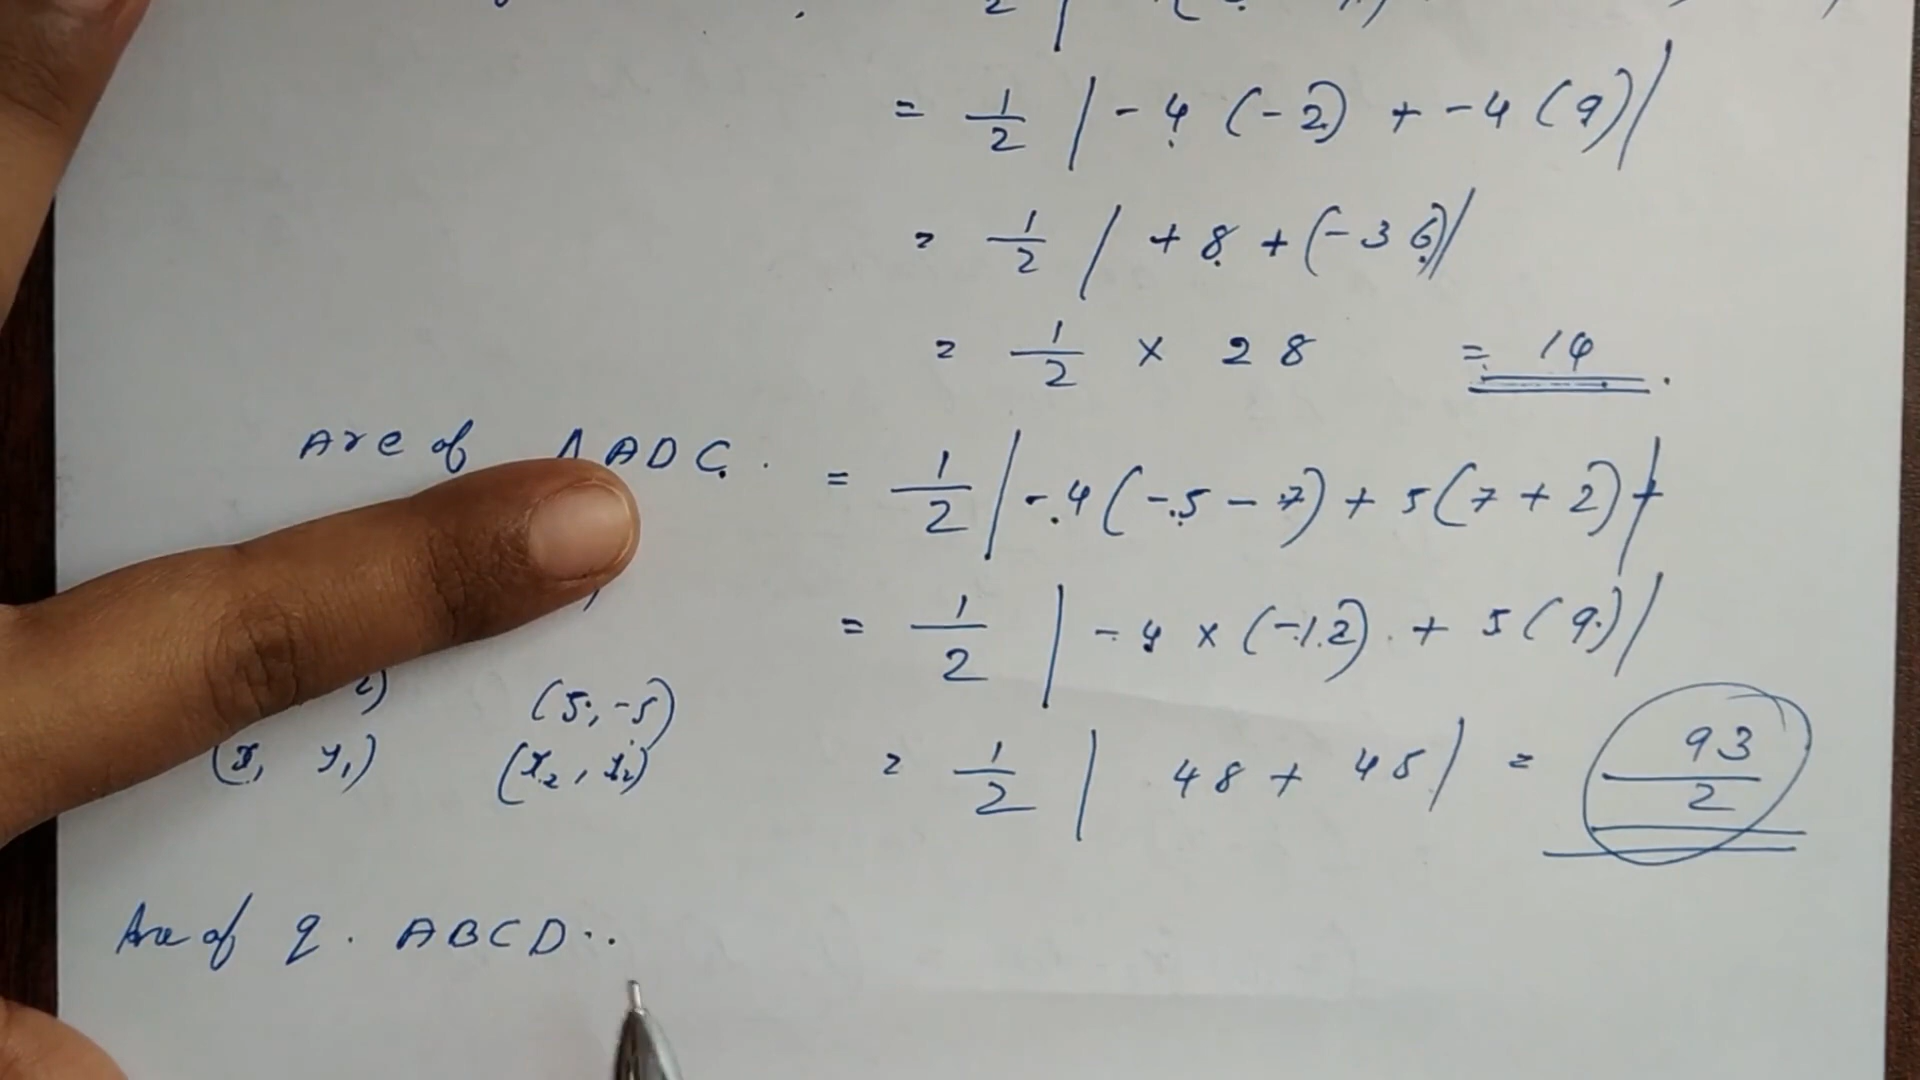 = 1/2 | -4 (-2) + -4 (9) |
= 1/2 | +8 + (-36) |
= 1/2 × 28 = 14
Are of Δ ADC. = 1/2 | -4 (-5 - 7) + 5 (7 + 2) + |
= 1/2 | -4 × (-12) + 5 (9) |
(5, -5)
(x, y₁) (x₂, y₂)
= 1/2 | 48 + 45 | = 93/2
Are of q. ABCD..